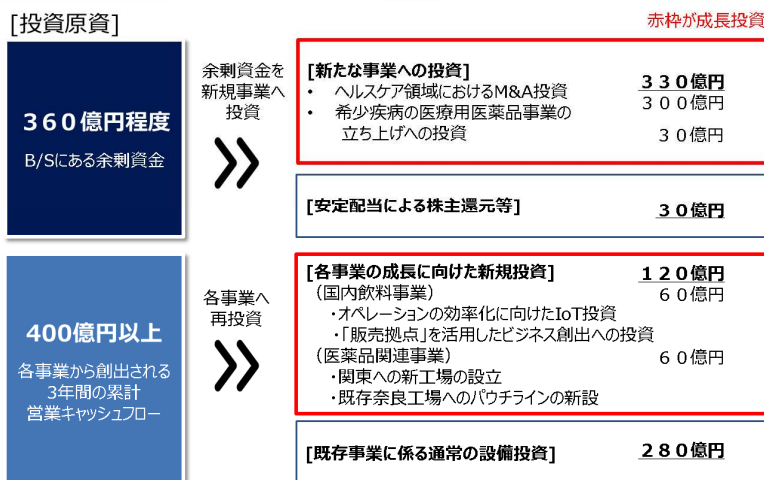 [投資原資]
赤枠が成長投資
360億円程度
B/Sにある余剰資金
余剰資金を
新規事業へ
投資
[新たな事業への投資]
330億円
・ ヘルスケア領域におけるM&A投資
300億円
・ 希少疾病の医療用医薬品事業の
立ち上げへの投資
30億円
[安定配当による株主還元等]
30億円
400億円以上
各事業から創出される
3年間の累計
営業キャッシュフロー
各事業へ
再投資
[各事業の成長に向けた新規投資]
120億円
(国内飲料事業)
60億円
・オペレーションの効率化に向けたIoT投資
・「販売拠点」を活用したビジネス創出への投資
(医薬品関連事業)
60億円
・関東への新工場の設立
・既存奈良工場へのパウチラインの新設
[既存事業に係る通常の設備投資]
280億円